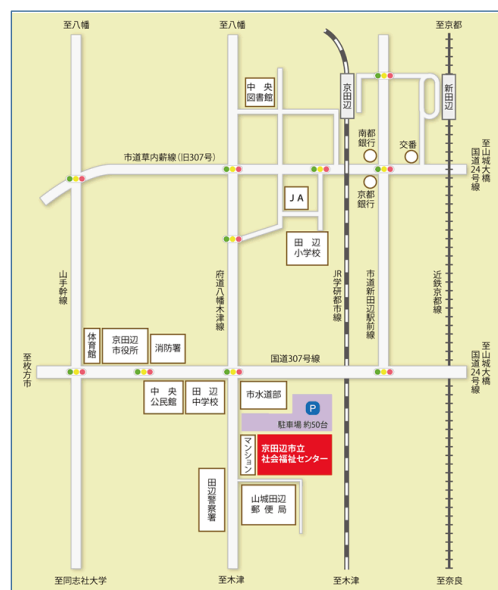 至八幡
至八幡
至京都
中央
図書館
京田辺
新田辺
南都
銀行
交番
至山城大橋
国道24号線
市道草内薪線(旧307号)
京都
銀行
JA
田辺
小学校
山手幹線
府道八幡木津線
JR学研都市線
市道新田辺駅前線
近鉄京都線
体育館
京田辺
市役所
消防署
至枚方市
国道307号線
至山城大橋
国道24号線
中央
公民館
田辺
中学校
市水道部
P
駐車場 約50台
マンション
京田辺市立
社会福祉センター
田辺警察署
山城田辺
郵便局
至同志社大学
至木津
至木津
至奈良